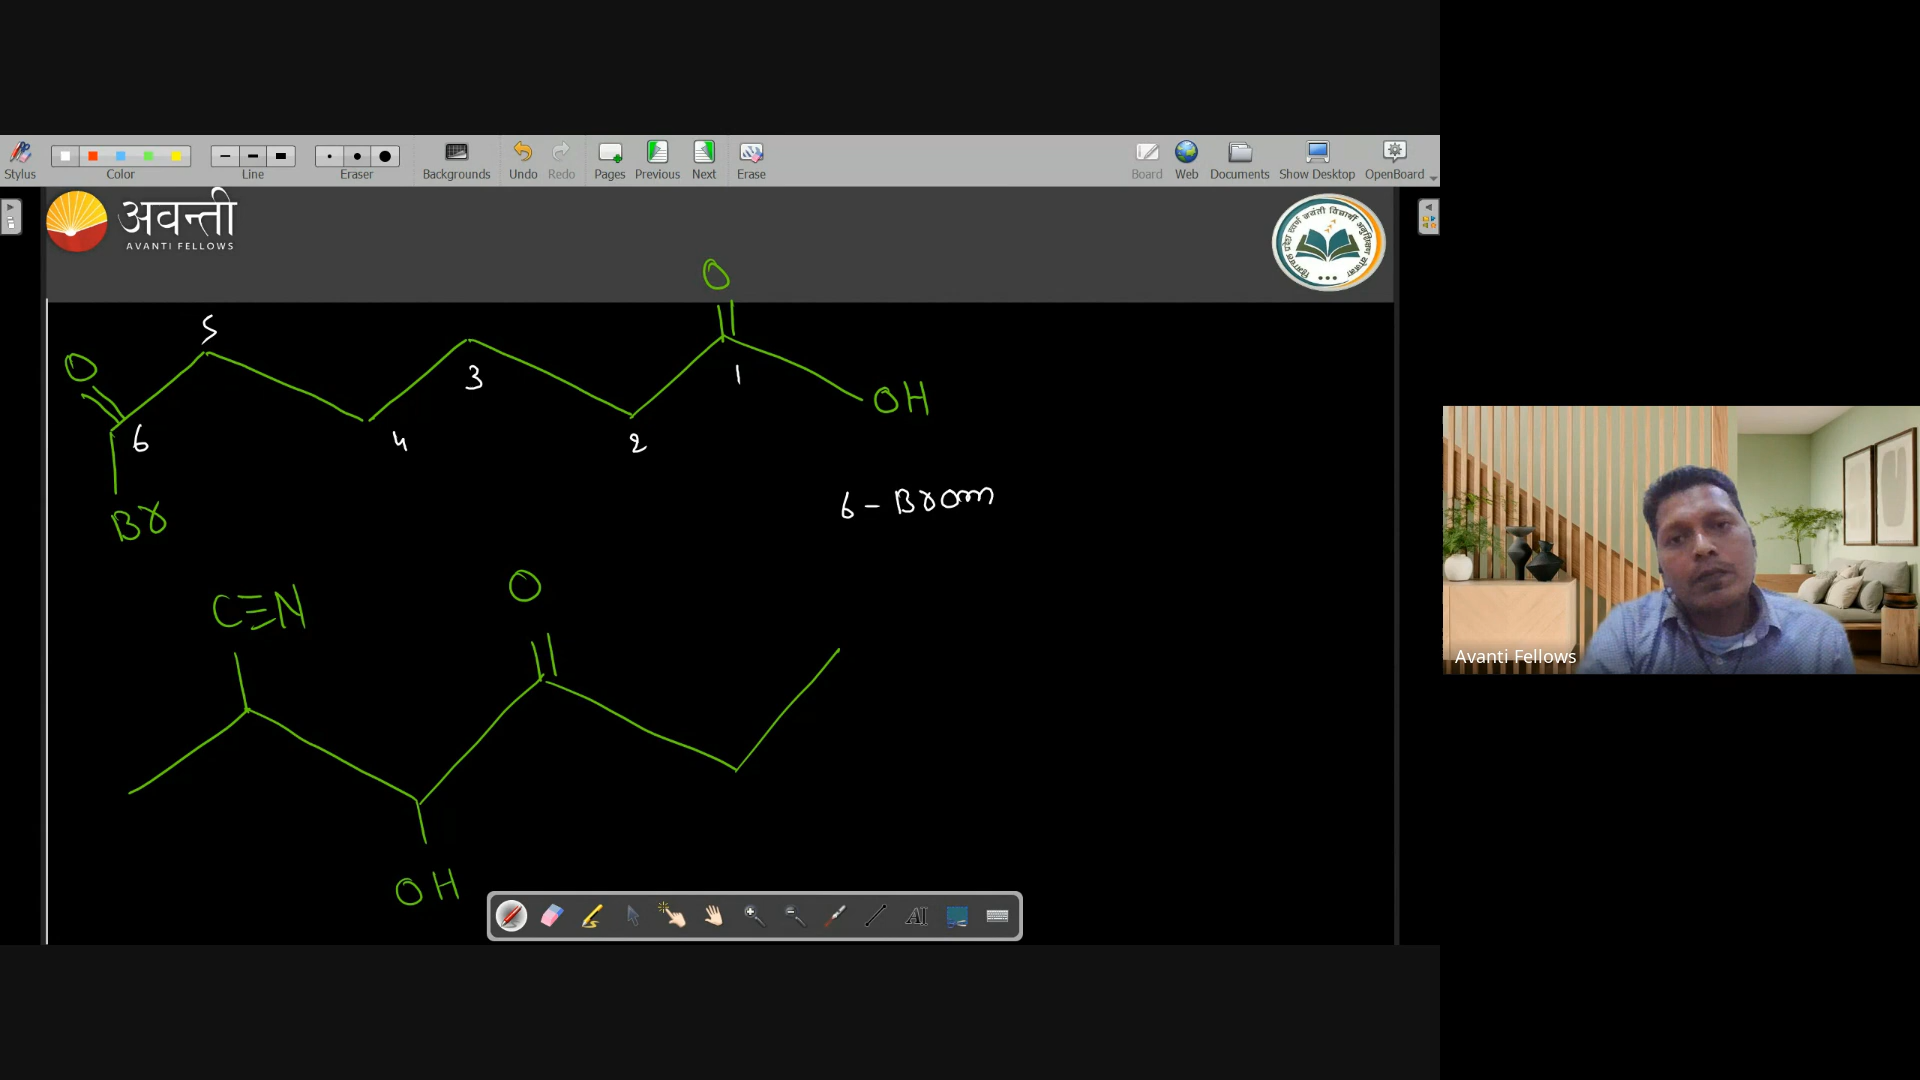 Stylus
Color
Line
Eraser
Backgrounds
Undo
Redo
Pages
Previous
Next
Erase
Board
Web
Documents
Show Desktop
OpenBoard
अवन्ती
AVANTI FELLOWS
O
O
5
3
1
OH
6
4
2
Br
6 - Brom
C≡N
O
OH
Avanti Fellows
AI